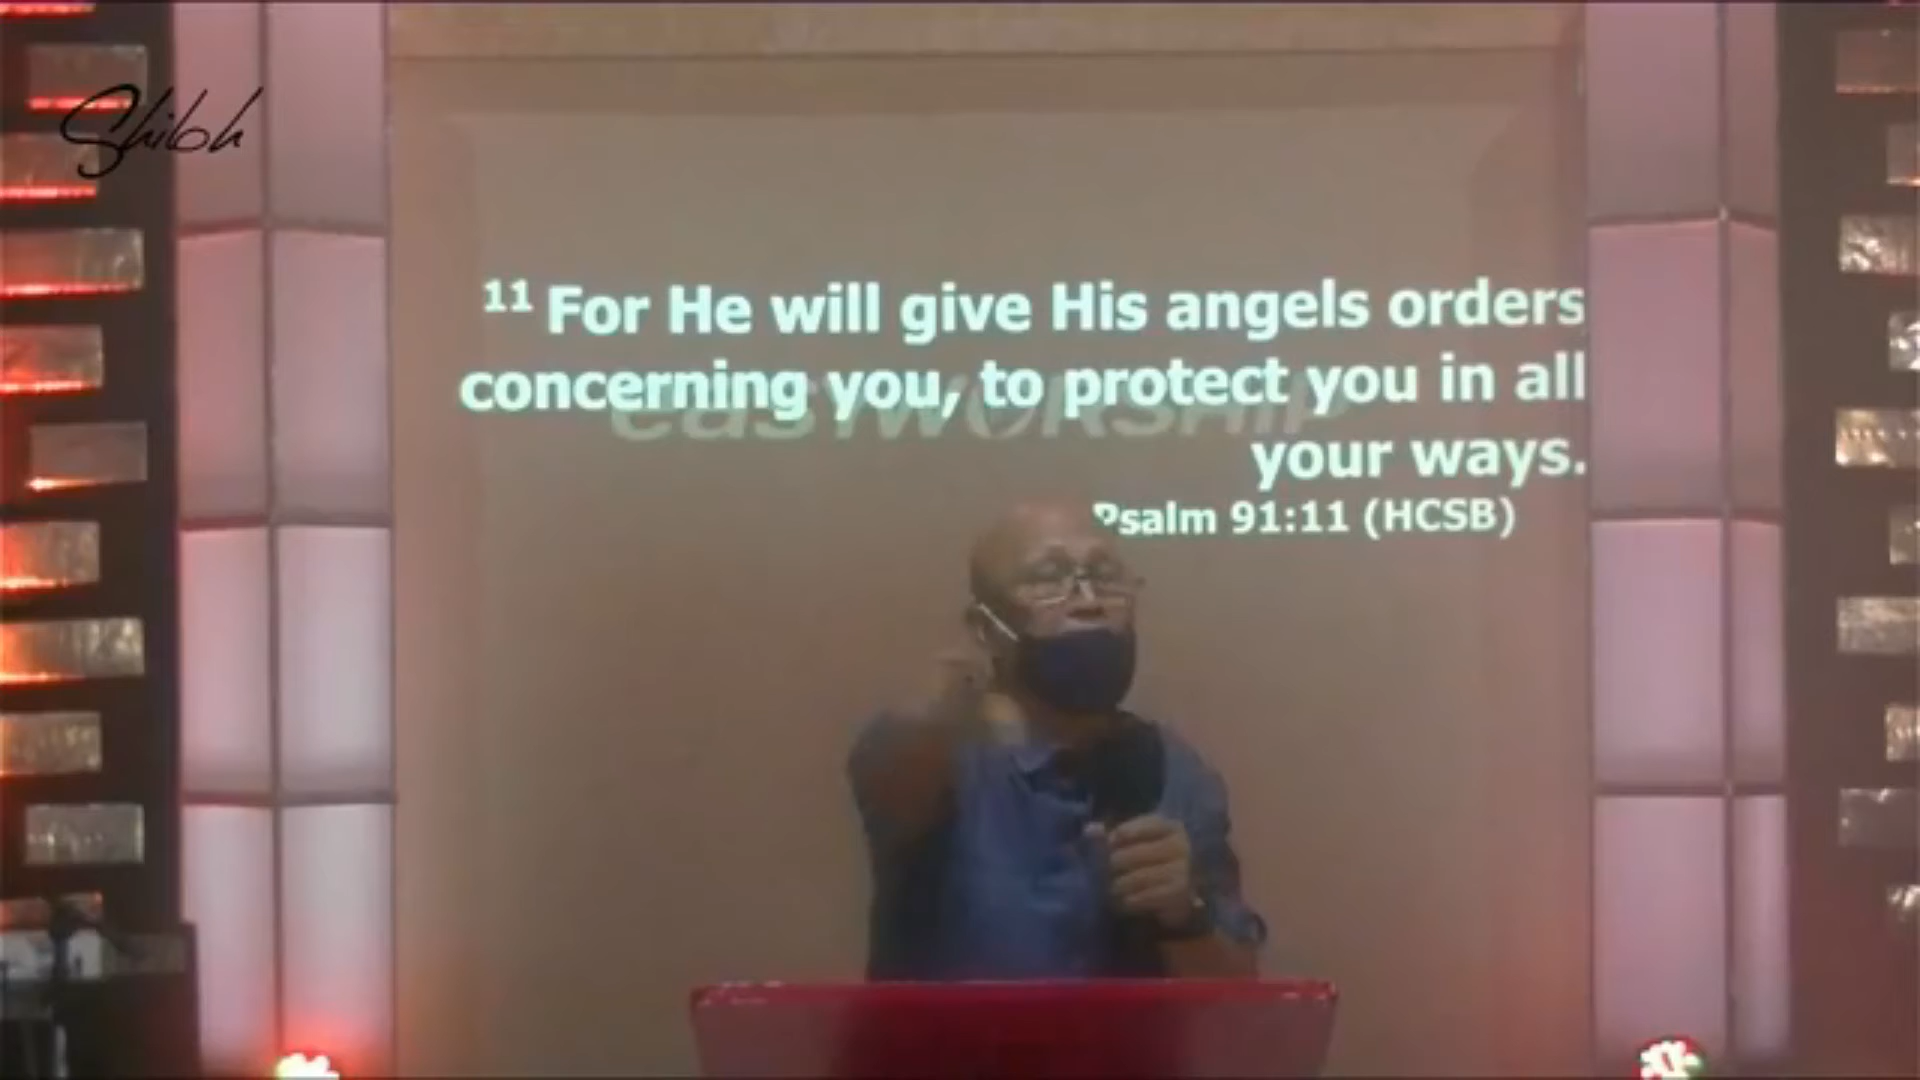 Shiloh
11 For He will give His angels orders
concerning you, to protect you in all
easyWORSHIP
your ways.
Psalm 91:11 (HCSB)